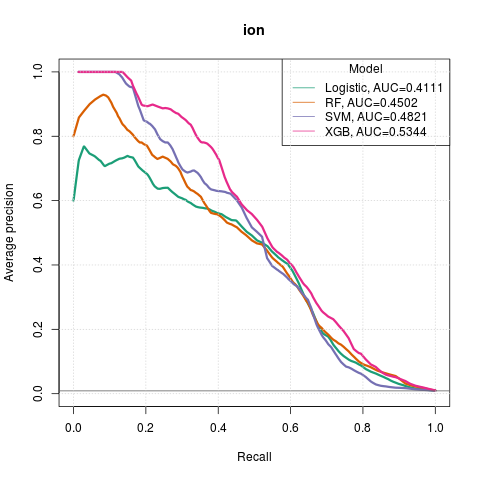 ion
Model
Logistic, AUC=0.4111
RF, AUC=0.4502
SVM, AUC=0.4821
XGB, AUC=0.5344
Average precision
1.0
0.8
0.6
0.4
0.2
0.0
0.0 0.2 0.4 0.6 0.8 1.0
Recall